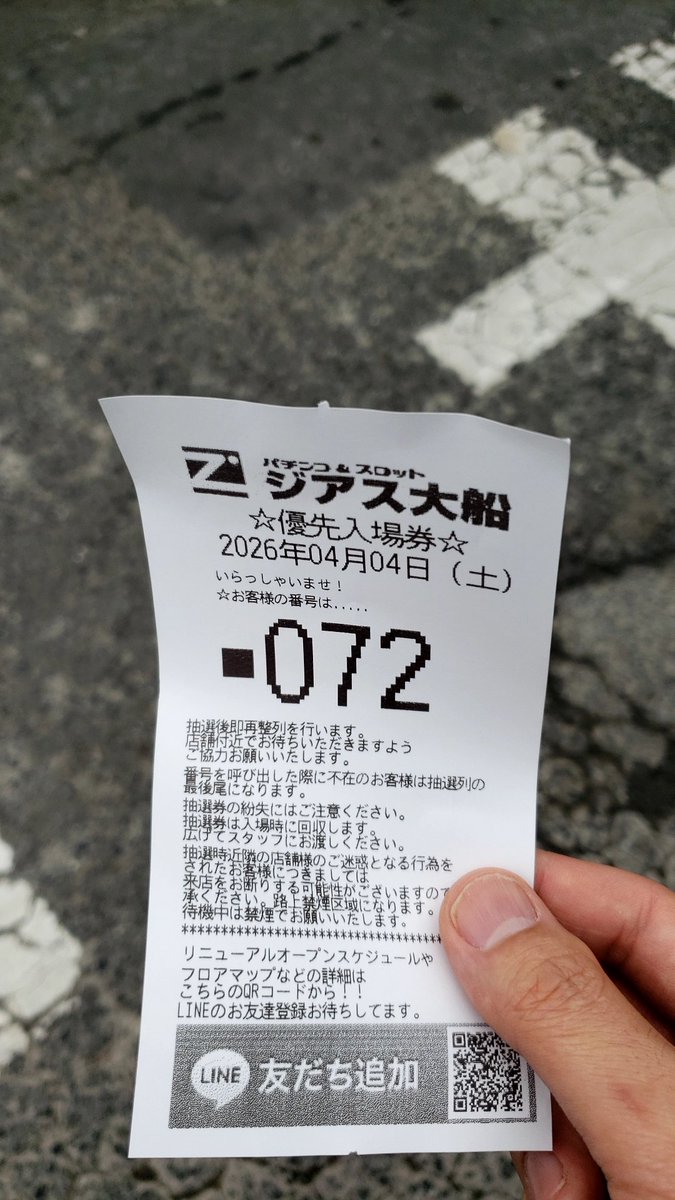 Z
パチンコ&スロット
ジアス大船
☆優先入場券☆
2026年04月04日(土)
いらっしゃいませ!
☆お客様の番号は.....
■072
抽選後即再整列を行います。
店舗付近でお待ちいただきますよう
ご協力お願いいたします。
番号を呼び出した際に不在のお客様は抽選列の
最後尾になります。
抽選券の紛失にはご注意ください。
抽選券は入場時に回収します。
広げてスタッフにお渡しください。
抽選時近隣の店舗様のご迷惑となる行為を
されたお客様につきましては
来店をお断りする可能性がございますので
承ください。路上禁煙区域になります。
待機中は禁煙でお願いいたします。
リニューアルオープンスケジュールや
フロアマップなどの詳細は
こちらのQRコードから!!
LINEのお友達登録お待ちしてます。
LINE 友だち追加